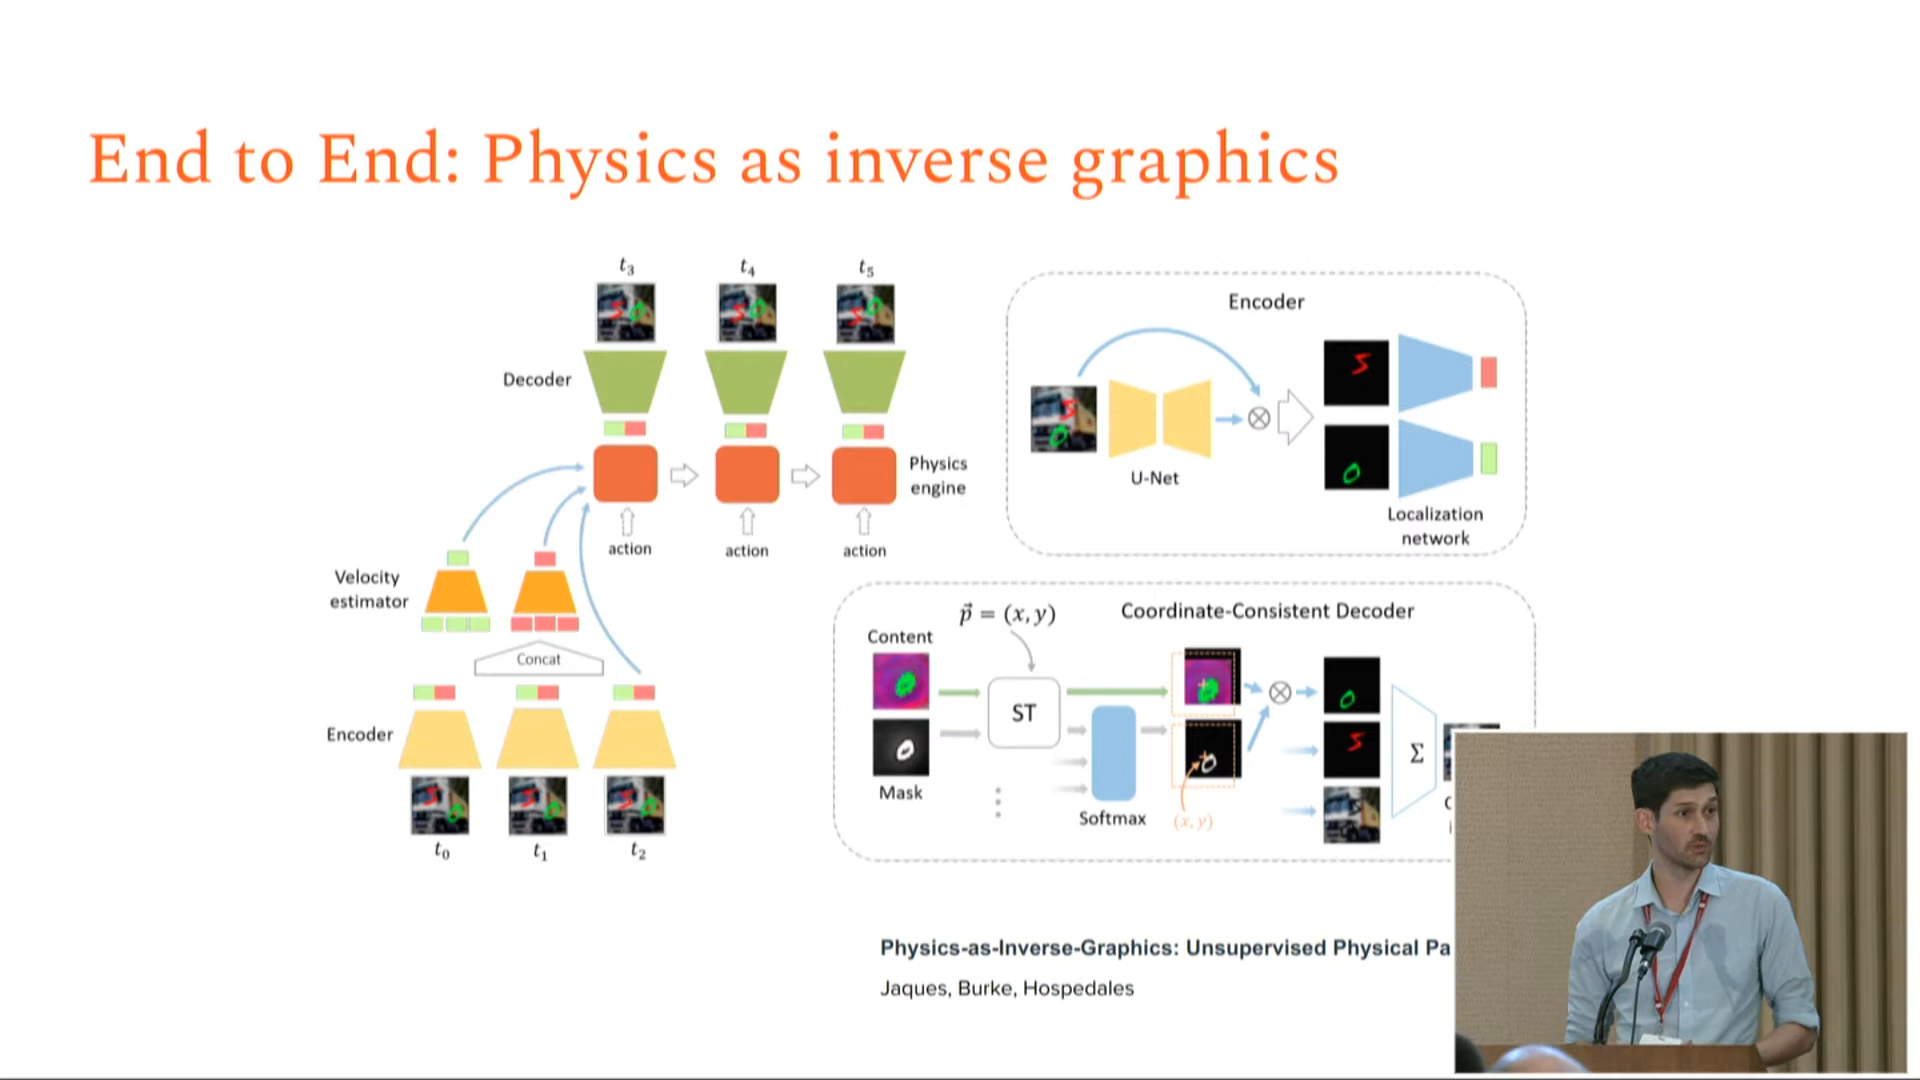 End to End: Physics as inverse graphics
t3
t4
t5
Decoder
Physics
engine
action
action
action
Velocity
estimator
Concat
Encoder
t0
t1
t2
Encoder
U-Net
Localization
network
p⃗ = (x, y)
Coordinate-Consistent Decoder
Content
ST
Mask
Softmax
(x, y)
Σ
Physics-as-Inverse-Graphics: Unsupervised Physical
Jaques, Burke, Hospedales